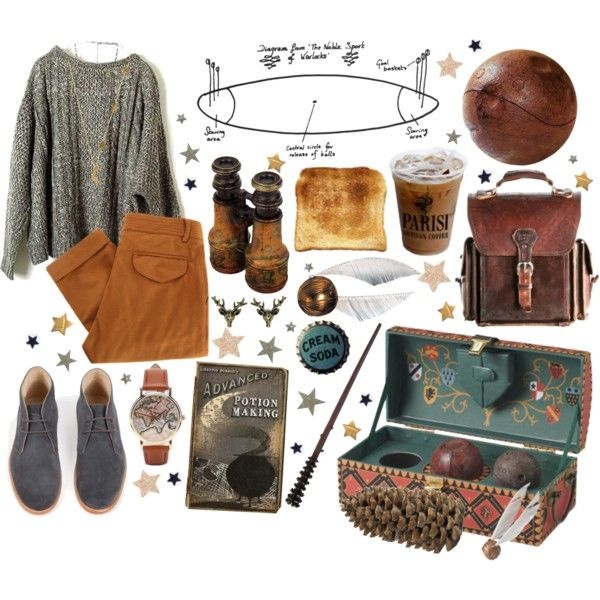 Diagram from 'The Noble Sport
of Warlocks'
Goal
baskets
Scoring
area
Central circle for
release of balls
Scoring
area
PARISI
ARTISAN COFFEE
CREAM
SODA
ADVANCED
POTION
MAKING